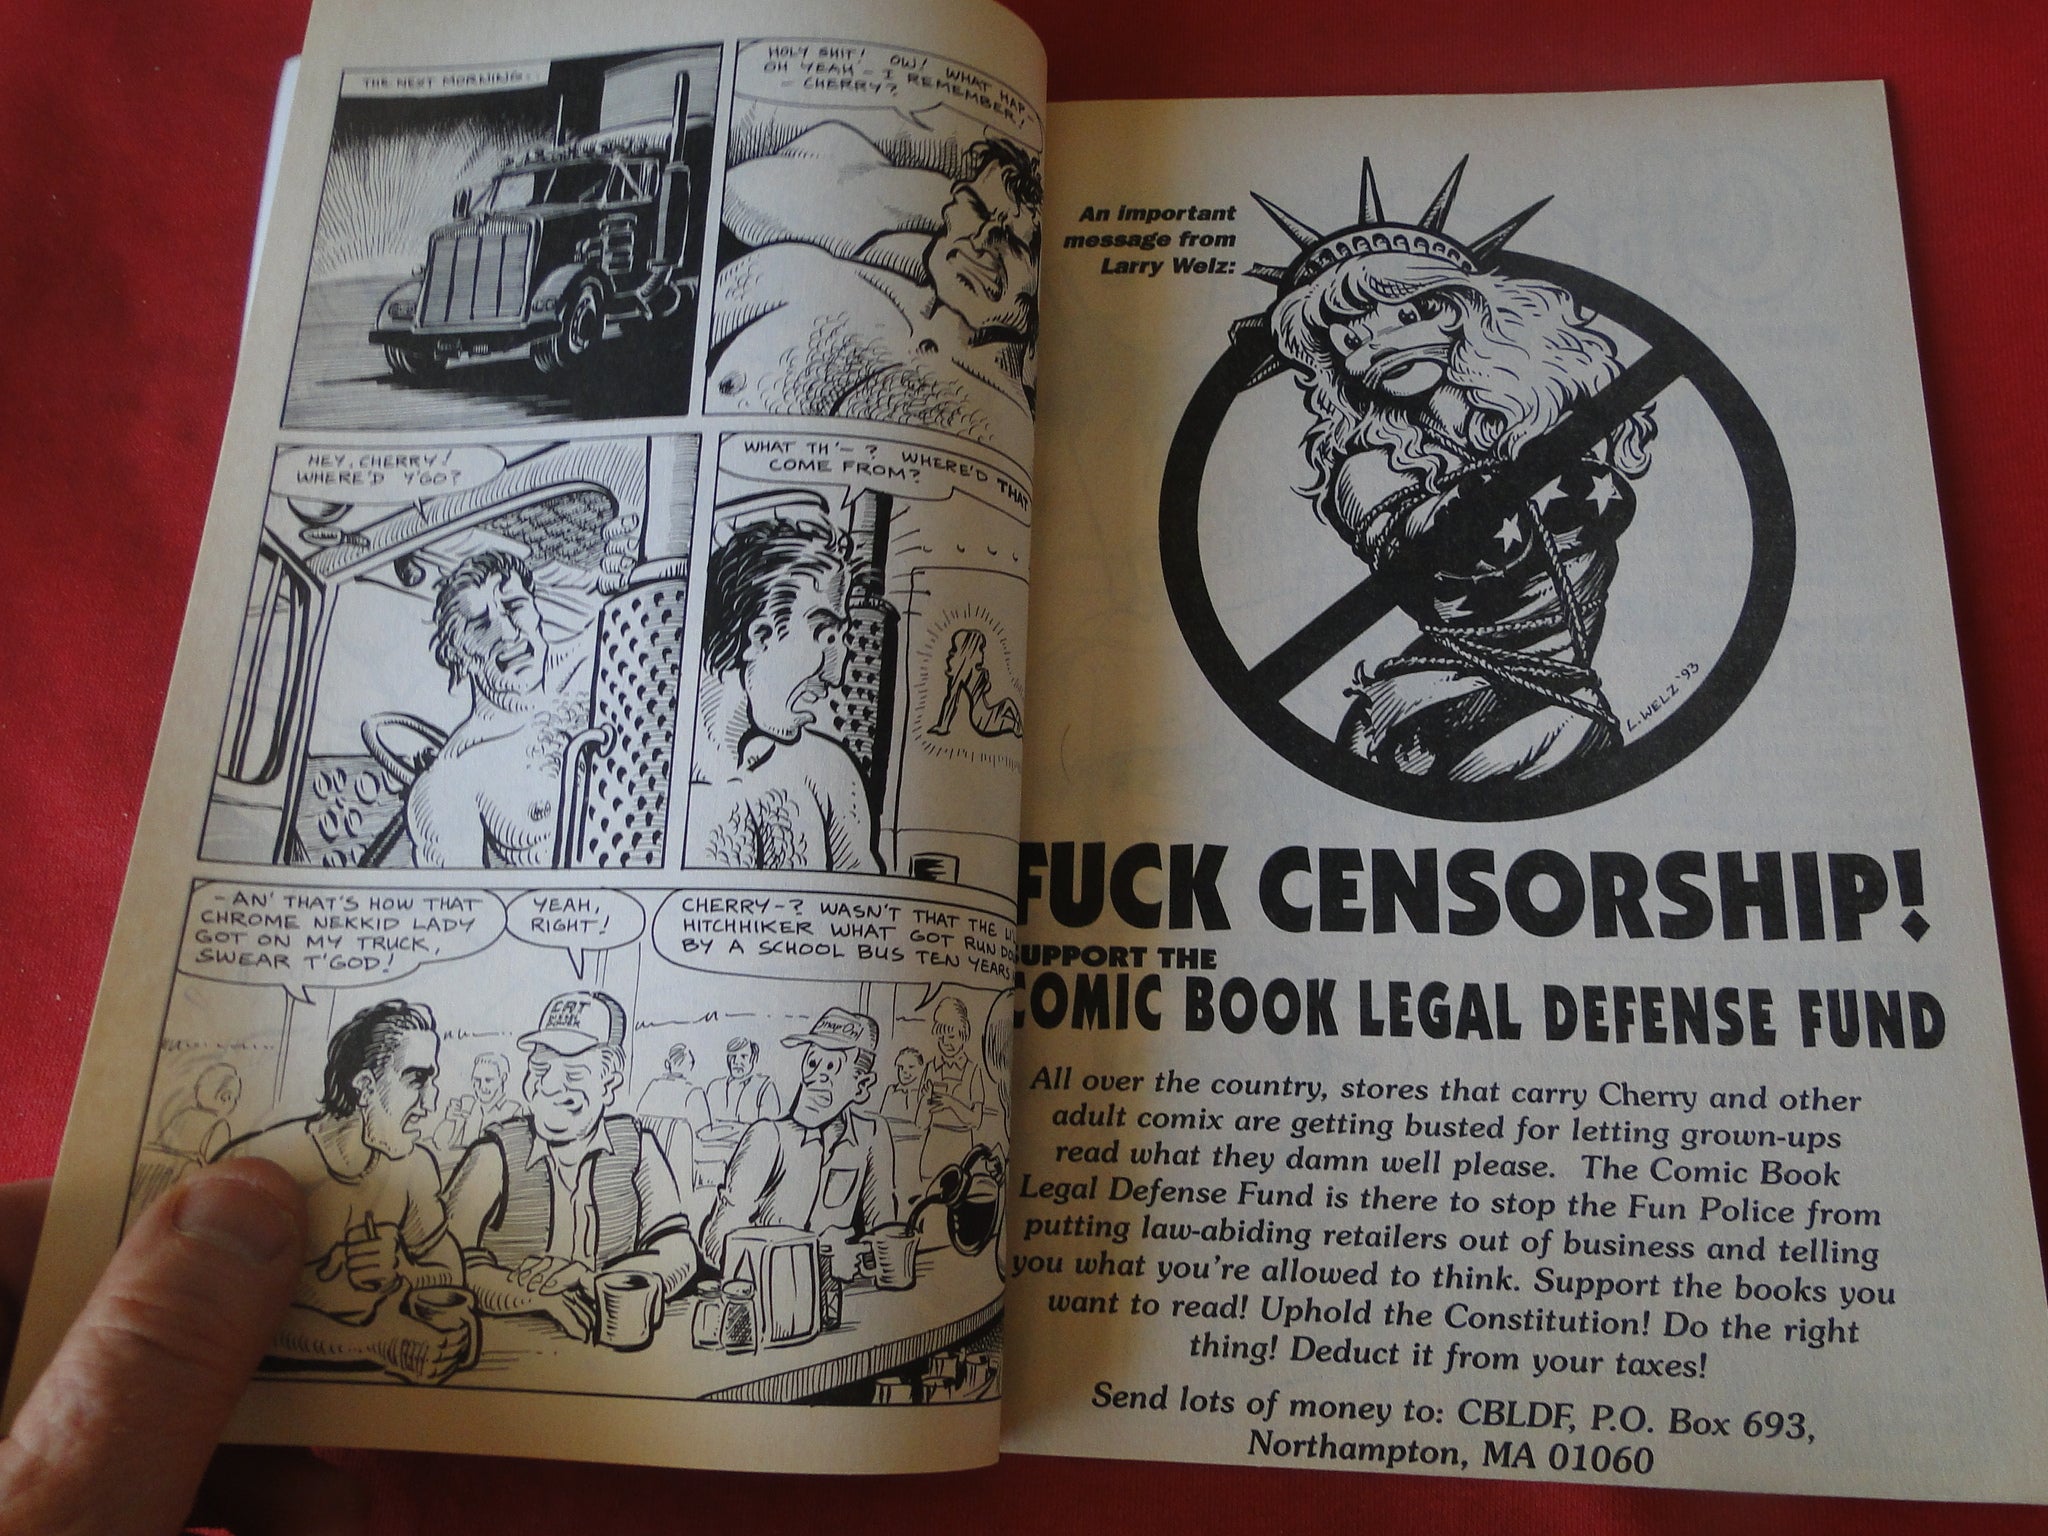 THE NEXT MORNING...
HOLY SHIT! OW! WHAT HAP-
OH YEAH - I REMEMBER!
- CHERRY?
HEY, CHERRY!
WHERE'D Y'GO?
WHAT TH'-? WHERE'D THAT
COME FROM?
-AN' THAT'S HOW THAT
CHROME NEKKID LADY
GOT ON MY TRUCK,
SWEAR T'GOD!
YEAH,
RIGHT!
CHERRY-? WASN'T THAT THE
HITCHHIKER WHAT GOT RUN
BY A SCHOOL BUS TEN YEARS
CAT
DIESEL
POWER
Snap On!
An important
message from
Larry Welz:
L. WELZ '93
FUCK CENSORSHIP!
SUPPORT THE
COMIC BOOK LEGAL DEFENSE FUND
All over the country, stores that carry Cherry and other
adult comix are getting busted for letting grown-ups
read what they damn well please. The Comic Book
Legal Defense Fund is there to stop the Fun Police from
putting law-abiding retailers out of business and telling
you what you're allowed to think. Support the books you
want to read! Uphold the Constitution! Do the right
thing! Deduct it from your taxes!
Send lots of money to: CBLDF, P.O. Box 693,
Northampton, MA 01060